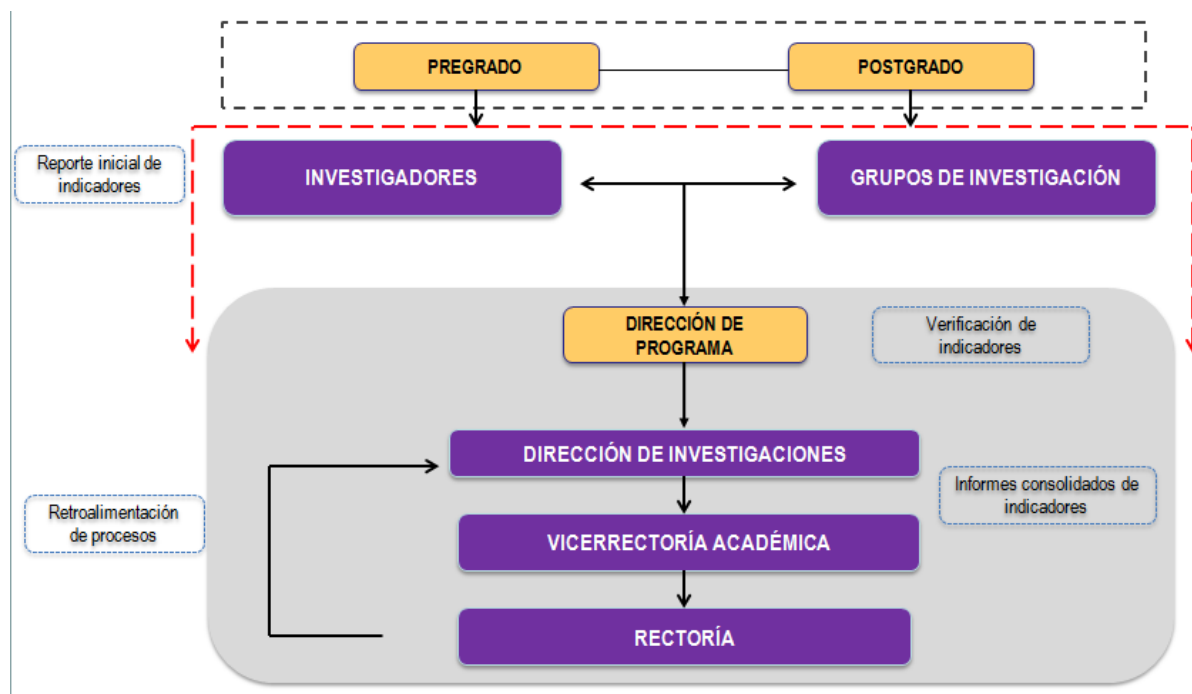 PREGRADO
POSTGRADO
Reporte inicial de
indicadores
INVESTIGADORES
GRUPOS DE INVESTIGACIÓN
DIRECCIÓN DE
PROGRAMA
Verificación de
indicadores
DIRECCIÓN DE INVESTIGACIONES
Informes consolidados de
indicadores
Retroalimentación
de procesos
VICERRECTORÍA ACADÉMICA
RECTORÍA